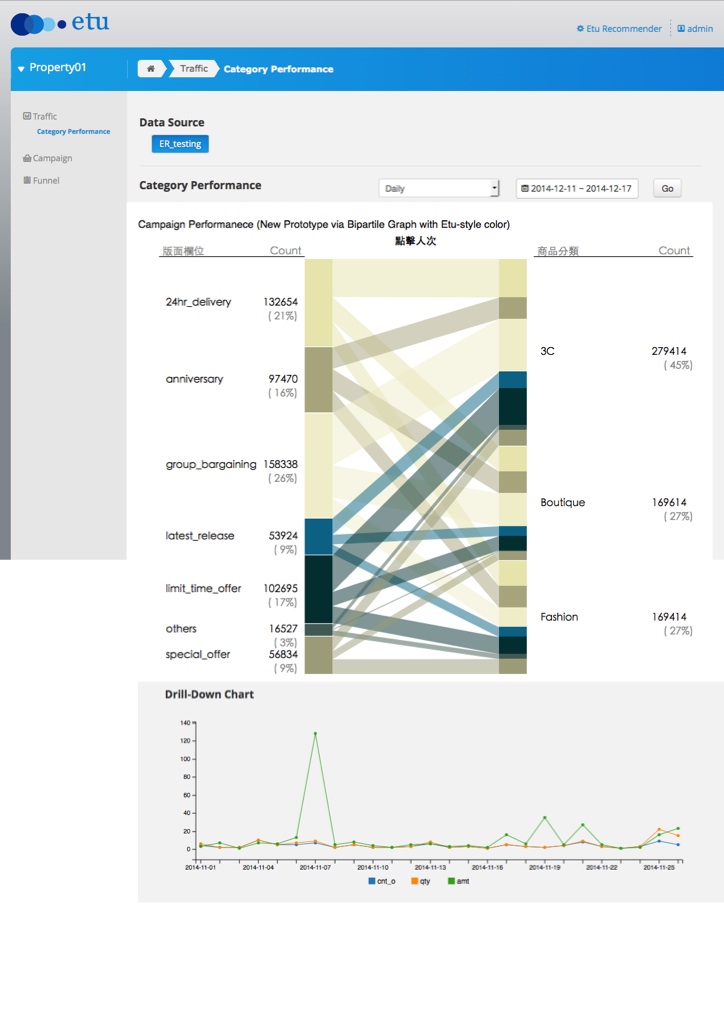 etu
Etu Recommender admin
Property01 Traffic Category Performance
Traffic
Category Performance
Campaign
Funnel
Data Source
ER_testing
Category Performance Daily 2014-12-11 ~ 2014-12-17 Go
Campaign Performanece (New Prototype via Bipartile Graph with Etu-style color)
點擊人次
版面欄位 Count 商品分類 Count
24hr_delivery 132654
( 21%)
anniversary 97470
( 16%)
group_bargaining 158338
( 26%)
latest_release 53924
( 9%)
limit_time_offer 102695
( 17%)
others 16527
( 3%)
special_offer 56834
( 9%)
3C 279414
( 45%)
Boutique 169614
( 27%)
Fashion 169414
( 27%)
Drill-Down Chart
140
120
100
80
60
40
20
0
2014-11-01 2014-11-04 2014-11-07 2014-11-10 2014-11-13 2014-11-16 2014-11-19 2014-11-22 2014-11-25
cnt_o qty amt